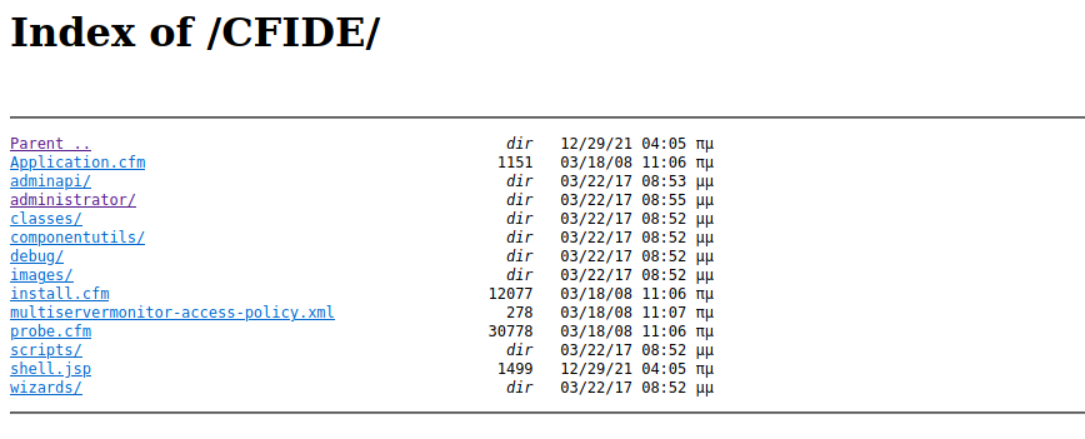 Index of /CFIDE/
Parent .. dir 12/29/21 04:05 πμ
Application.cfm 1151 03/18/08 11:06 πμ
adminapi/ dir 03/22/17 08:53 μμ
administrator/ dir 03/22/17 08:55 μμ
classes/ dir 03/22/17 08:52 μμ
componentutils/ dir 03/22/17 08:52 μμ
debug/ dir 03/22/17 08:52 μμ
images/ dir 03/22/17 08:52 μμ
install.cfm 12077 03/18/08 11:06 πμ
multiservermonitor-access-policy.xml 278 03/18/08 11:07 πμ
probe.cfm 30778 03/18/08 11:06 πμ
scripts/ dir 03/22/17 08:52 μμ
shell.jsp 1499 12/29/21 04:05 πμ
wizards/ dir 03/22/17 08:52 μμ